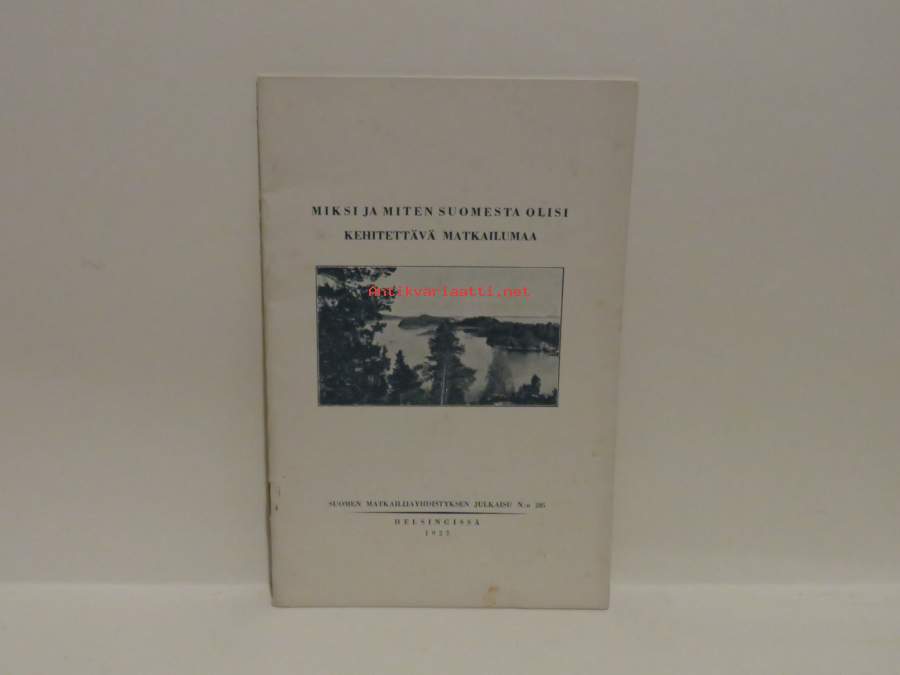 MIKSI JA MITEN SUOMESTA OLISI
KEHITETTÄVÄ MATKAILUMAA
Antikvariaatti.net
SUOMEN MATKAILIJAYHDISTYKSEN JULKAISU N:o
HELSINGISSÄ